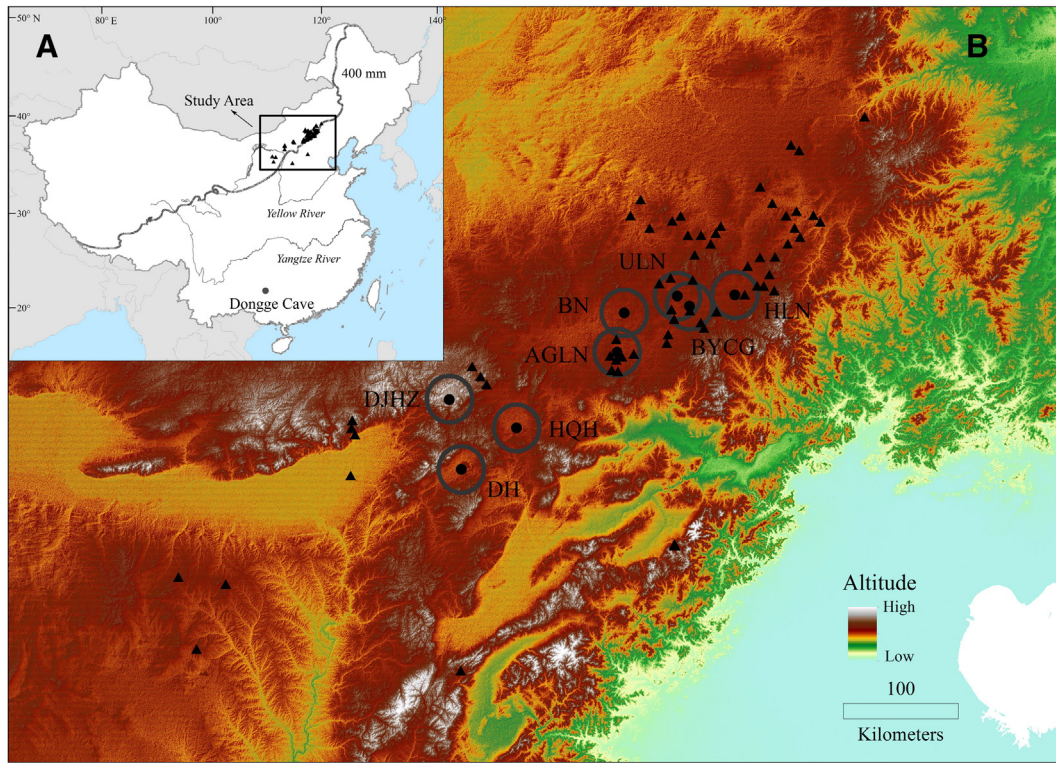 50° N
80° E
100°
120°
140°
A
B
400 mm
Study Area
40°
30°
Yellow River
Yangtze River
Dongge Cave
20°
ULN
BN
HLN
BYCG
AGLN
DJHZ
HQH
DH
Altitude
High
Low
100
Kilometers